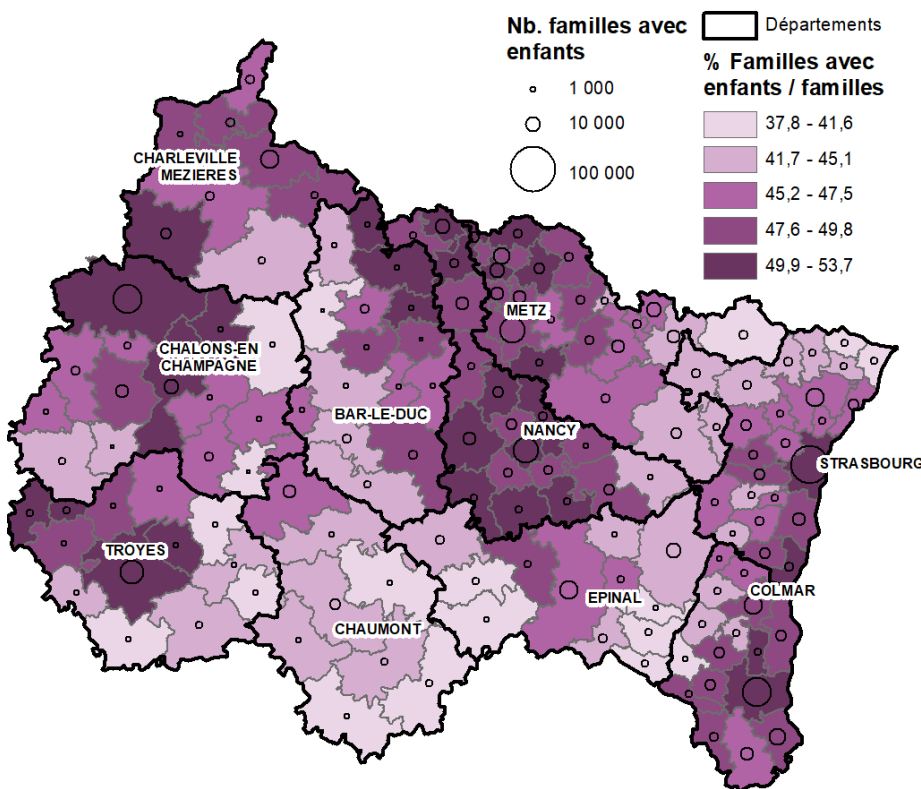 Nb. familles avec
enfants
1 000
10 000
100 000
Départements
% Familles avec
enfants / familles
37,8 - 41,6
41,7 - 45,1
45,2 - 47,5
47,6 - 49,8
49,9 - 53,7
CHARLEVILLE
MEZIERES
METZ
CHALONS-EN
CHAMPAGNE
BAR-LE-DUC
NANCY
STRASBOURG
TROYES
EPINAL
COLMAR
CHAUMONT